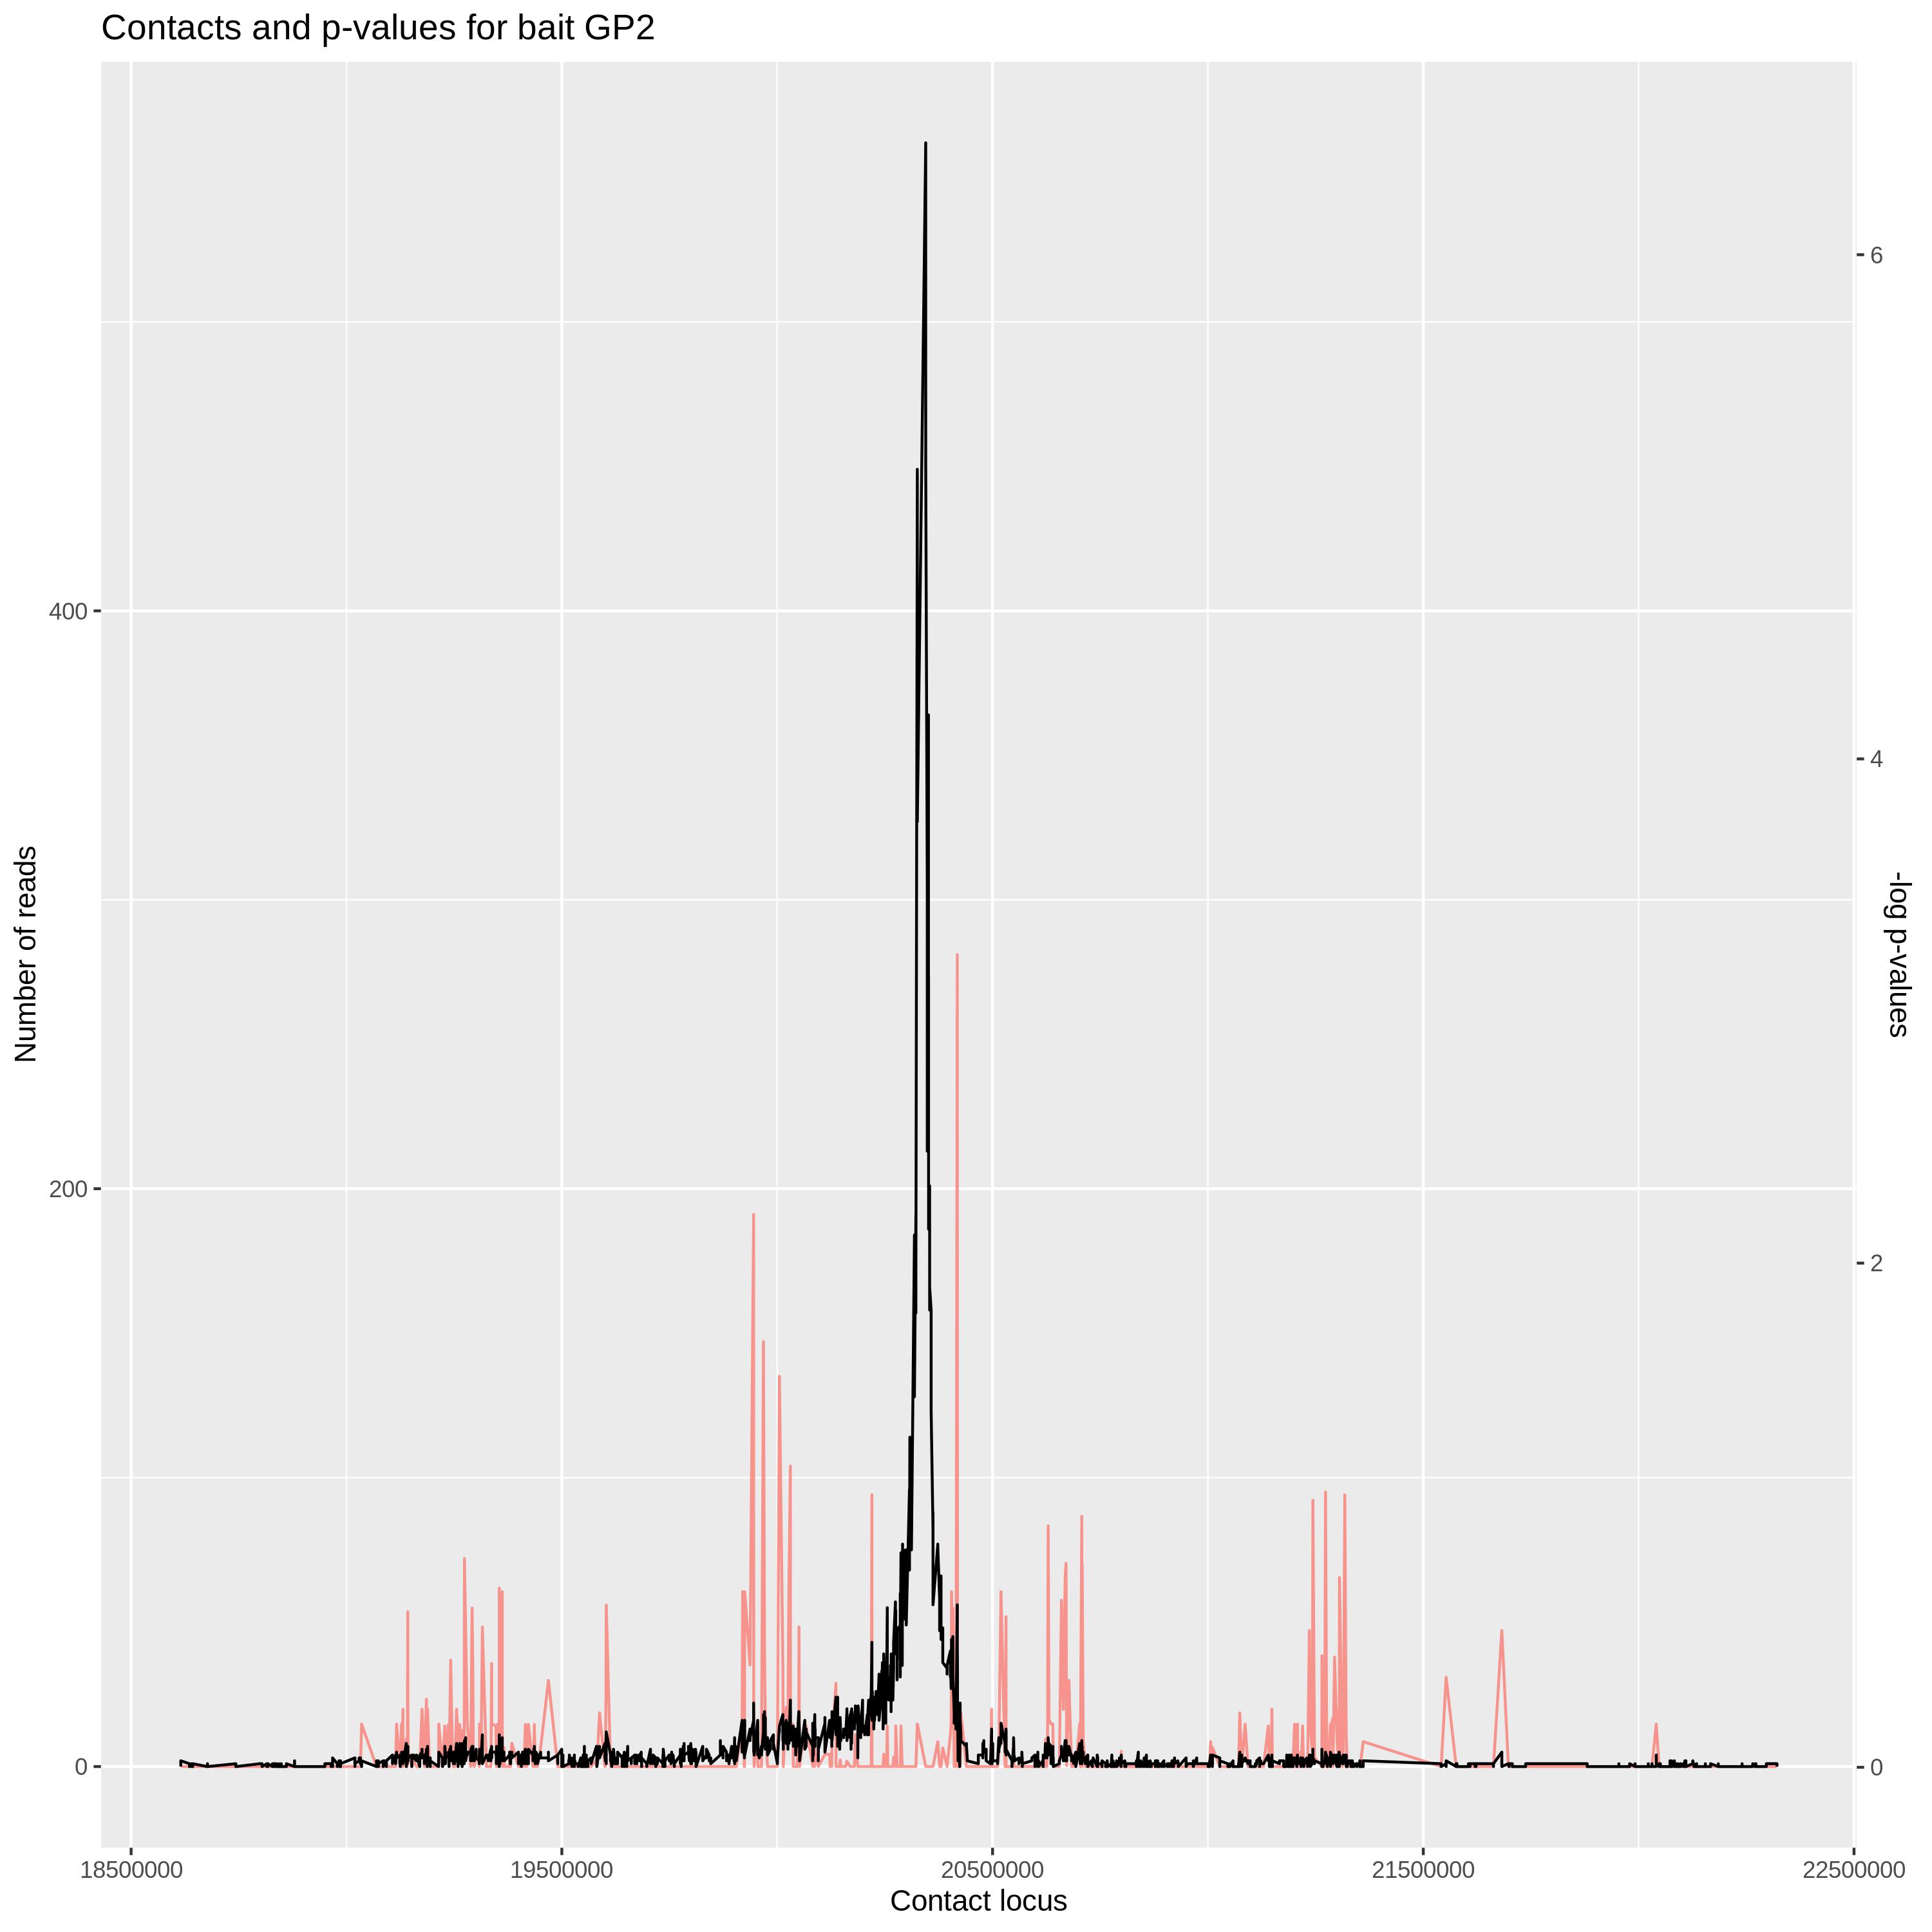 Contacts and p-values for bait GP2
Number of reads
400
200
0
6
4
2
0
-log p-values
18500000 19500000 20500000 21500000 22500000
Contact locus